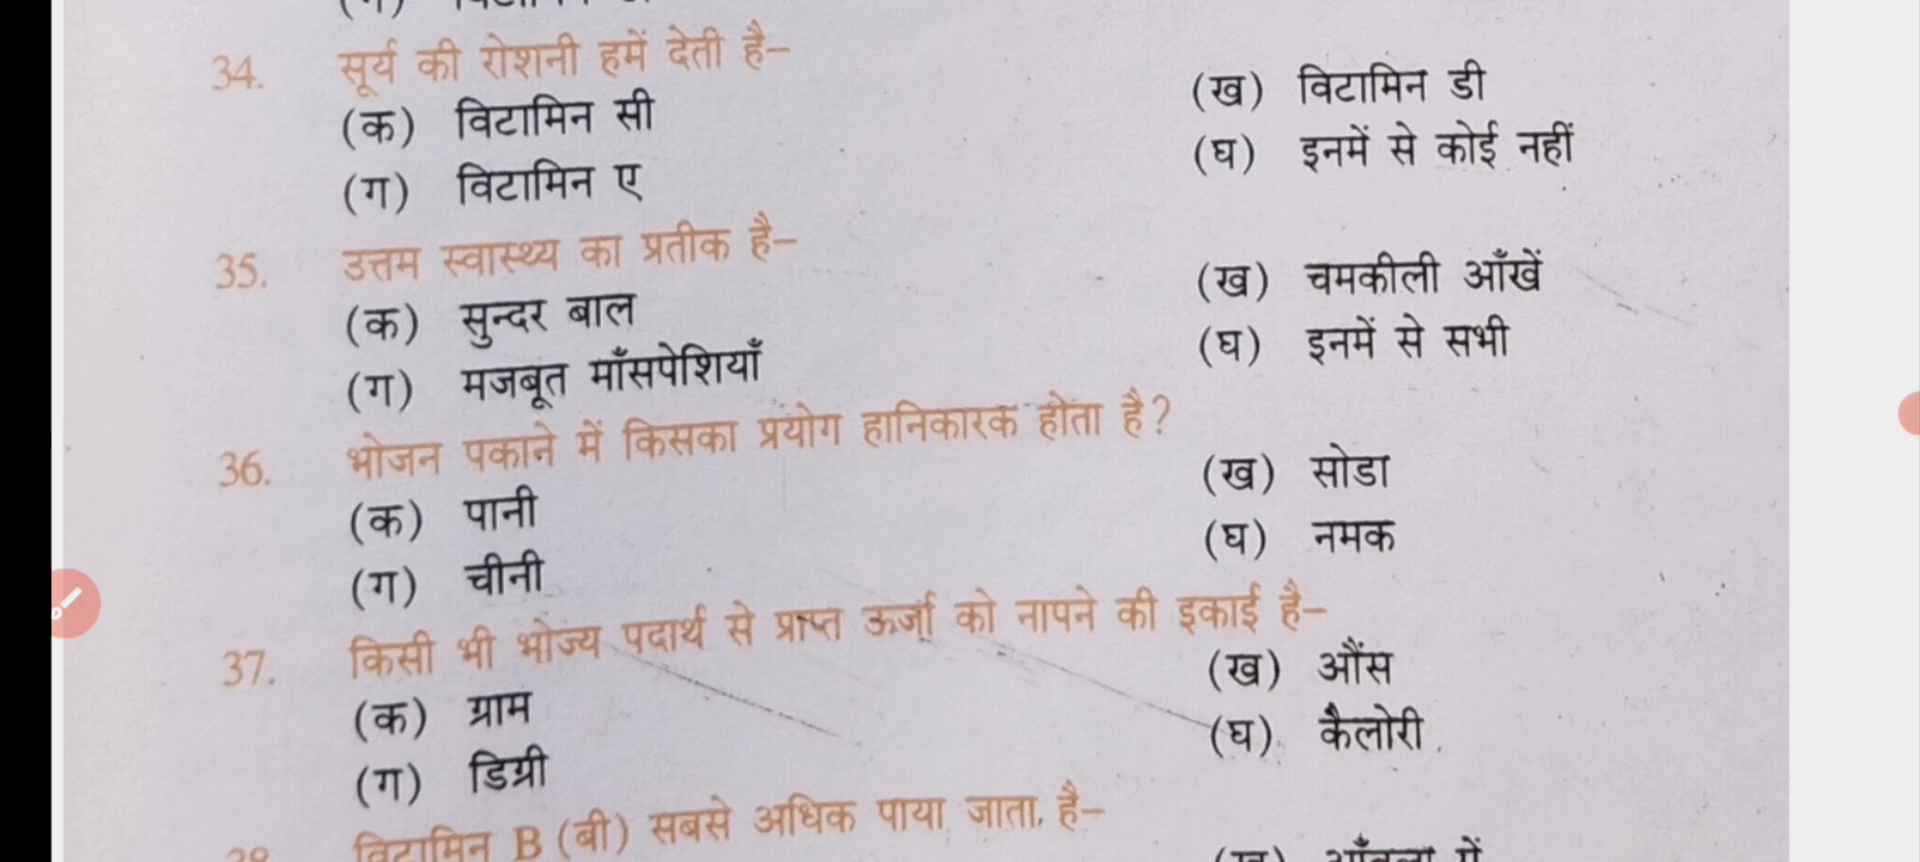 34. सूर्य की रोशनी हमें देती है–
(क) विटामिन सी (ख) विटामिन डी
(ग) विटामिन ए (घ) इनमें से कोई नहीं
35. उत्तम स्वास्थ्य का प्रतीक है–
(क) सुन्दर बाल (ख) चमकीली आँखें
(ग) मजबूत माँसपेशियाँ (घ) इनमें से सभी
36. भोजन पकाने में किसका प्रयोग हानिकारक होता है?
(क) पानी (ख) सोडा
(ग) चीनी (घ) नमक
37. किसी भी भोज्य पदार्थ से प्राप्त ऊर्जा को नापने की इकाई है–
(क) ग्राम (ख) औंस
(ग) डिग्री (घ) कैलोरी
विटामिन B (बी) सबसे अधिक पाया जाता है–